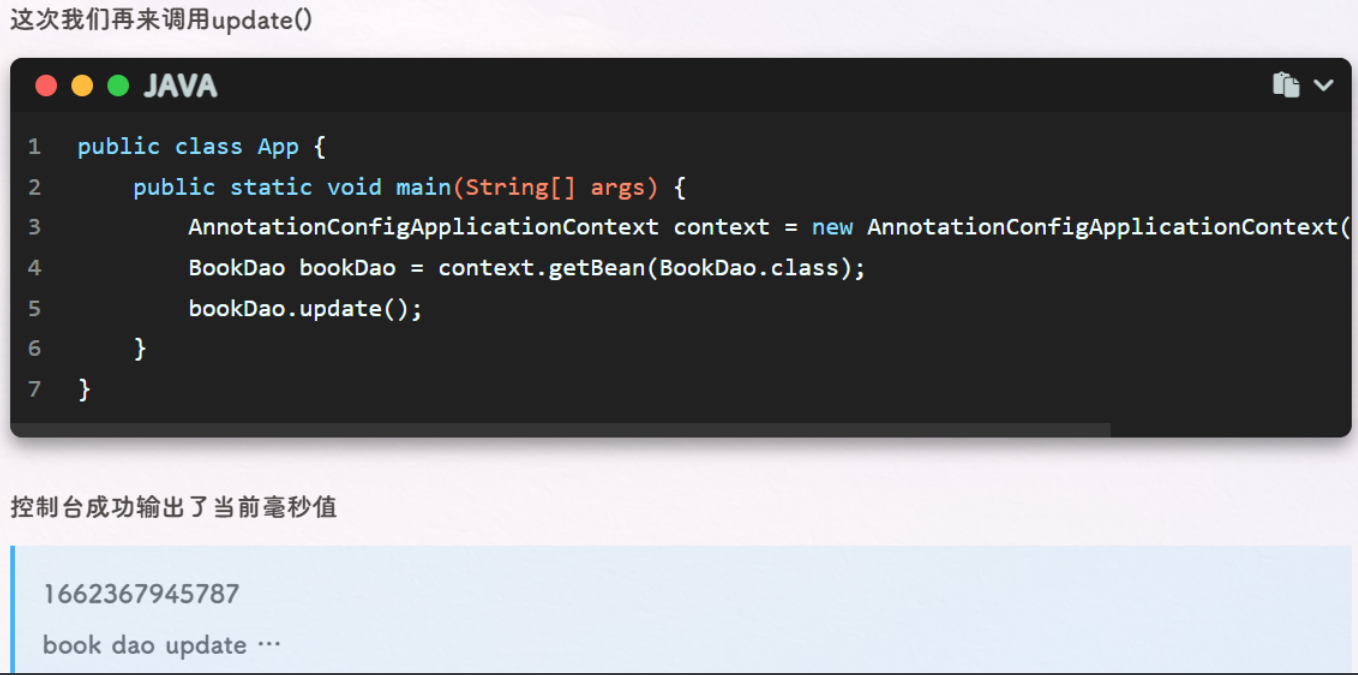 这次我们再来调用update()
JAVA
1 public class App {
2 public static void main(String[] args) {
3 AnnotationConfigApplicationContext context = new AnnotationConfigApplicationContext(
4 BookDao bookDao = context.getBean(BookDao.class);
5 bookDao.update();
6 }
7 }
控制台成功输出了当前毫秒值
1662367945787
book dao update …